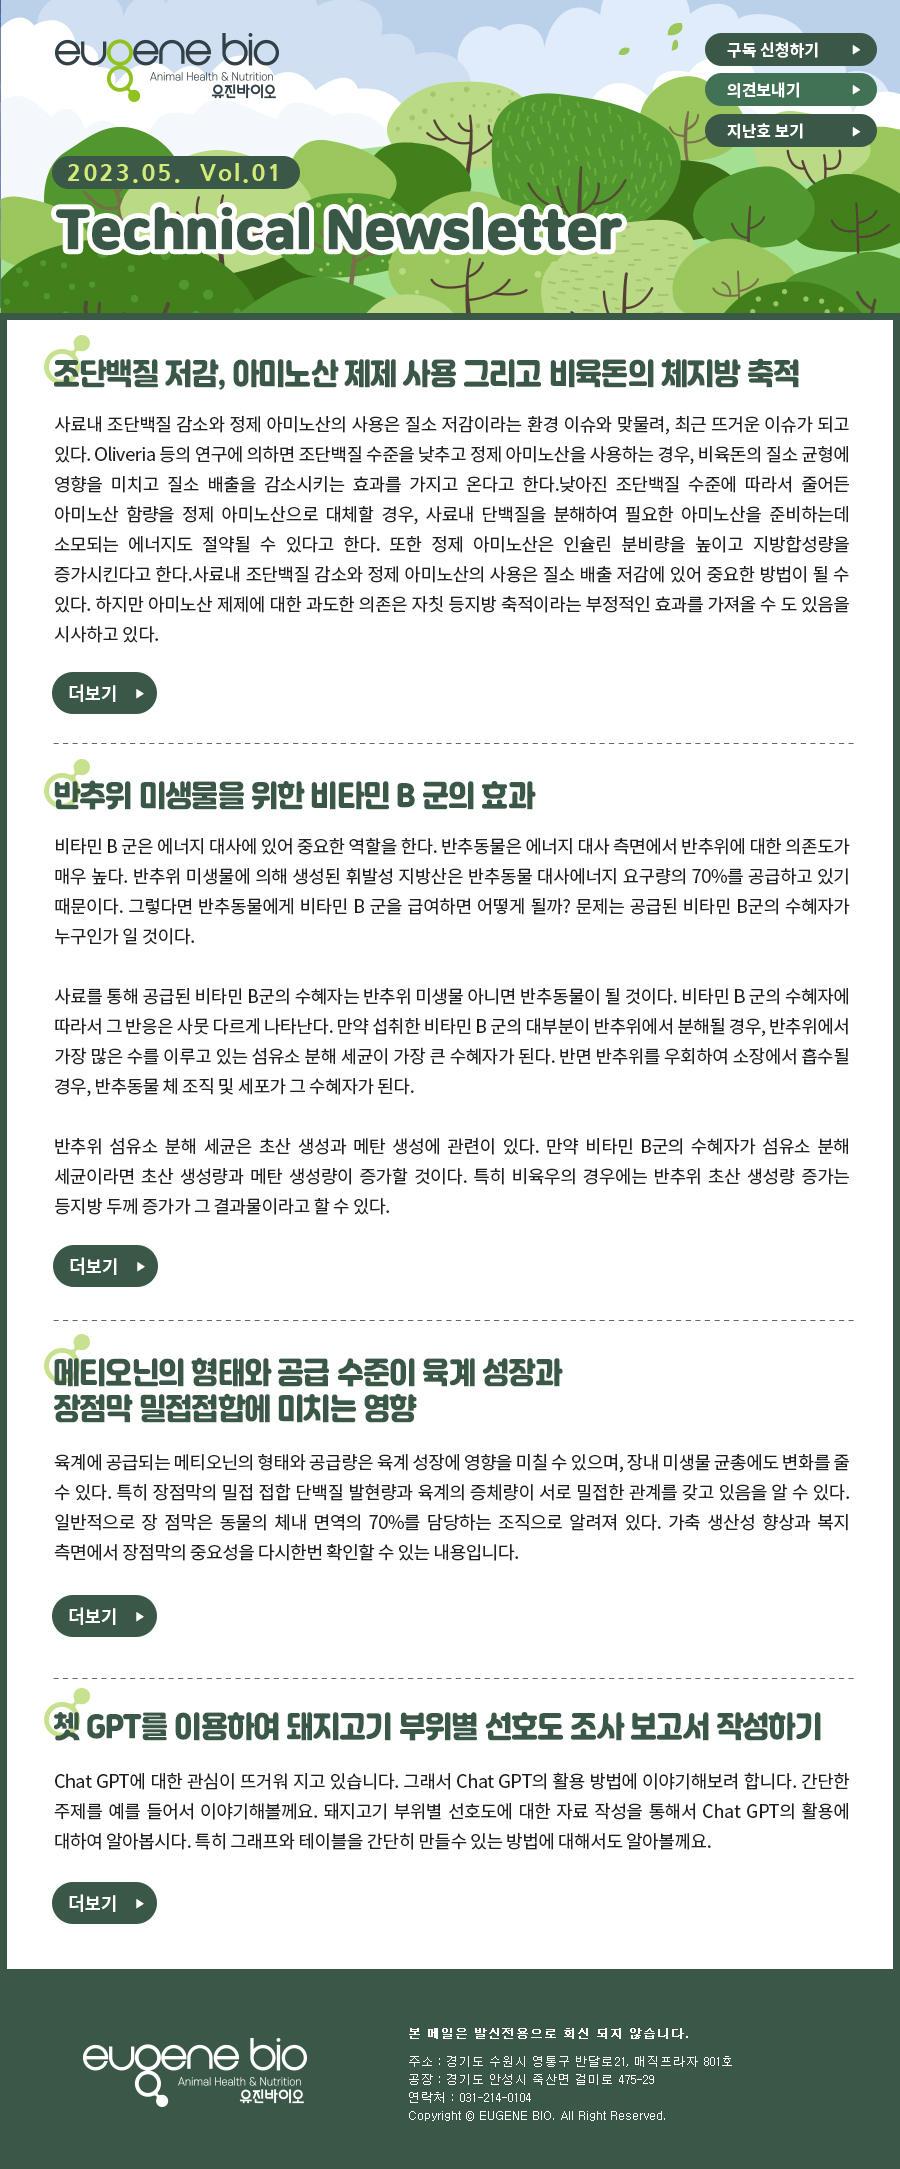 eugene bio
Animal Health & Nutrition
유진바이오
구독 신청하기
의견보내기
지난호 보기
2023.05. Vol.01
Technical Newsletter
조단백질 저감, 아미노산 제제 사용 그리고 비육돈의 체지방 축적
사료내 조단백질 감소와 정제 아미노산의 사용은 질소 저감이라는 환경 이슈와 맞물려, 최근 뜨거운 이슈가 되고
있다. Oliveria 등의 연구에 의하면 조단백질 수준을 낮추고 정제 아미노산을 사용하는 경우, 비육돈의 질소 균형에
영향을 미치고 질소 배출을 감소시키는 효과를 가지고 온다고 한다.낮아진 조단백질 수준에 따라서 줄어든
아미노산 함량을 정제 아미노산으로 대체할 경우, 사료내 단백질을 분해하여 필요한 아미노산을 준비하는데
소모되는 에너지도 절약될 수 있다고 한다. 또한 정제 아미노산은 인슐린 분비량을 높이고 지방합성량을
증가시킨다고 한다.사료내 조단백질 감소와 정제 아미노산의 사용은 질소 배출 저감에 있어 중요한 방법이 될 수
있다. 하지만 아미노산 제제에 대한 과도한 의존은 자칫 등지방 축적이라는 부정적인 효과를 가져올 수 도 있음을
시사하고 있다.
더보기
반추위 미생물을 위한 비타민 B 군의 효과
비타민 B 군은 에너지 대사에 있어 중요한 역할을 한다. 반추동물은 에너지 대사 측면에서 반추위에 대한 의존도가
매우 높다. 반추위 미생물에 의해 생성된 휘발성 지방산은 반추동물 대사에너지 요구량의 70%를 공급하고 있기
때문이다. 그렇다면 반추동물에게 비타민 B 군을 급여하면 어떻게 될까? 문제는 공급된 비타민 B군의 수혜자가
누구인가 일 것이다.
사료를 통해 공급된 비타민 B군의 수혜자는 반추위 미생물 아니면 반추동물이 될 것이다. 비타민 B 군의 수혜자에
따라서 그 반응은 사뭇 다르게 나타난다. 만약 섭취한 비타민 B 군의 대부분이 반추위에서 분해될 경우, 반추위에서
가장 많은 수를 이루고 있는 섬유소 분해 세균이 가장 큰 수혜자가 된다. 반면 반추위를 우회하여 소장에서 흡수될
경우, 반추동물 체 조직 및 세포가 그 수혜자가 된다.
반추위 섬유소 분해 세균은 초산 생성과 메탄 생성에 관련이 있다. 만약 비타민 B군의 수혜자가 섬유소 분해
세균이라면 초산 생성량과 메탄 생성량이 증가할 것이다. 특히 비육우의 경우에는 반추위 초산 생성량 증가는
등지방 두께 증가가 그 결과물이라고 할 수 있다.
더보기
메티오닌의 형태와 공급 수준이 육계 성장과
장점막 밀접접합에 미치는 영향
육계에 공급되는 메티오닌의 형태와 공급량은 육계 성장에 영향을 미칠 수 있으며, 장내 미생물 균총에도 변화를 줄
수 있다. 특히 장점막의 밀접 접합 단백질 발현량과 육계의 증체량이 서로 밀접한 관계를 갖고 있음을 알 수 있다.
일반적으로 장 점막은 동물의 체내 면역의 70%를 담당하는 조직으로 알려져 있다. 가축 생산성 향상과 복지
측면에서 장점막의 중요성을 다시한번 확인할 수 있는 내용입니다.
더보기
쳇 GPT를 이용하여 돼지고기 부위별 선호도 조사 보고서 작성하기
Chat GPT에 대한 관심이 뜨거워 지고 있습니다. 그래서 Chat GPT의 활용 방법에 이야기해보려 합니다. 간단한
주제를 예를 들어서 이야기해볼께요. 돼지고기 부위별 선호도에 대한 자료 작성을 통해서 Chat GPT의 활용에
대하여 알아봅시다. 특히 그래프와 테이블을 간단히 만들수 있는 방법에 대해서도 알아볼께요.
더보기
eugene bio
Animal Health & Nutrition
유진바이오
본 메일은 발신전용으로 회신 되지 않습니다.
주소 : 경기도 수원시 영통구 반달로21, 매직프라자 801호
공장 : 경기도 안성시 죽산면 걸미로 475-29
연락처 : 031-214-0104
Copyright © EUGENE BIO. All Right Reserved.